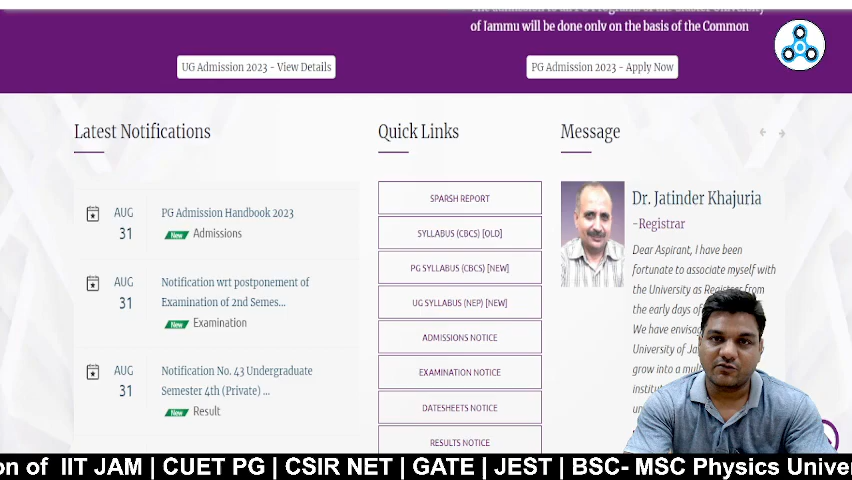 of Jammu will be done only on the basis of the Common
UG Admission 2023 - View Details
PG Admission 2023 - Apply Now
Latest Notifications
AUG
31
PG Admission Handbook 2023
New Admissions
AUG
31
Notification wrt postponement of
Examination of 2nd Semes...
New Examination
AUG
31
Notification No. 43 Undergraduate
Semester 4th (Private) ...
New Result
Quick Links
SPARSH REPORT
SYLLABUS (CBCS) [OLD]
PG SYLLABUS (CBCS) [NEW]
UG SYLLABUS (NEP) [NEW]
ADMISSIONS NOTICE
EXAMINATION NOTICE
DATESHEETS NOTICE
RESULTS NOTICE
Message
Dr. Jatinder Khajuria
-Registrar
Dear Aspirant, I have been
fortunate to associate myself with
the University as Registrar from
the early days of
We have envisag
University of Ja
grow into a mul
institu
on of IIT JAM | CUET PG | CSIR NET | GATE | JEST | BSC- MSC Physics Univer